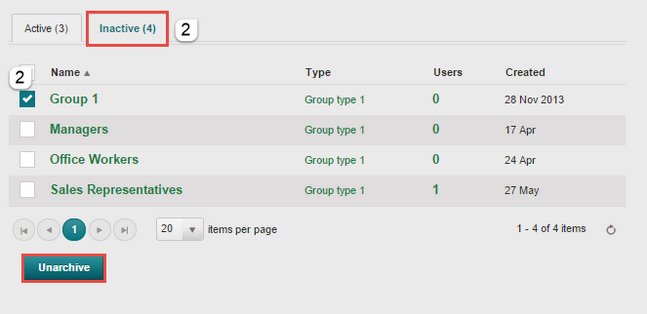 Active (3) Inactive (4) 2
2 Name Type Users Created
Group 1 Group type 1 0 28 Nov 2013
Managers Group type 1 0 17 Apr
Office Workers Group type 1 0 24 Apr
Sales Representatives Group type 1 1 27 May
1 20 items per page 1 - 4 of 4 items
Unarchive